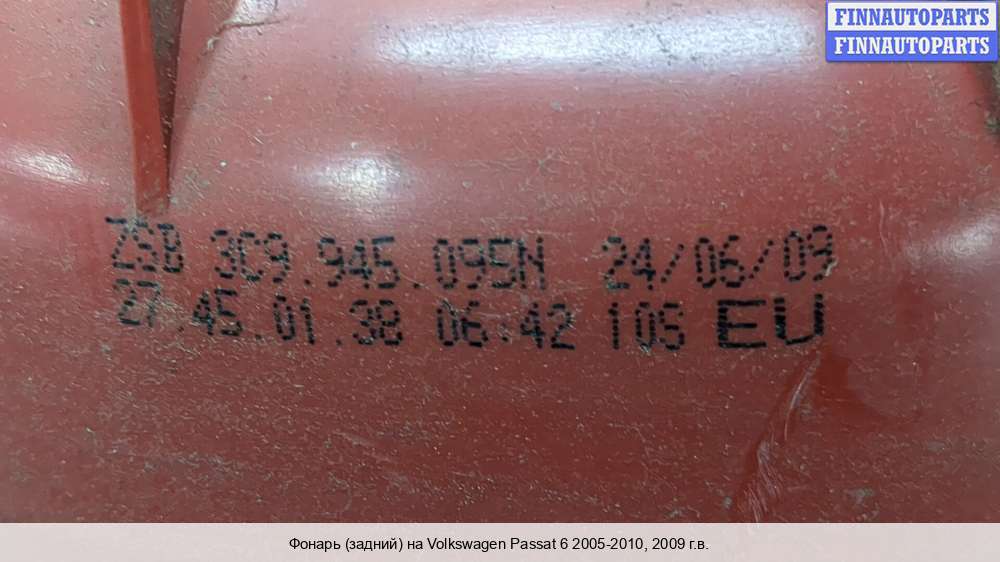 FINNAUTOPARTS
FINNAUTOPARTS
ZSB 3C9.945.095N 24/06/09
27.45.01.38 06:42 10S EU
Фонарь (задний) на Volkswagen Passat 6 2005-2010, 2009 г.в.